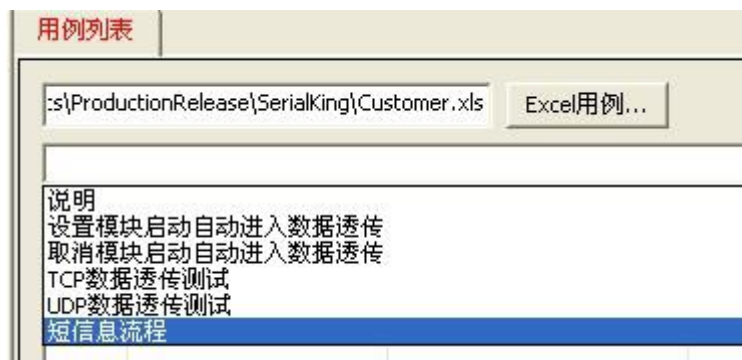 用例列表
:s\ProductionRelease\SerialKing\Customer.xls
Excel用例...
说明
设置模块启动自动进入数据透传
取消模块启动自动进入数据透传
TCP数据透传测试
UDP数据透传测试
短信息流程